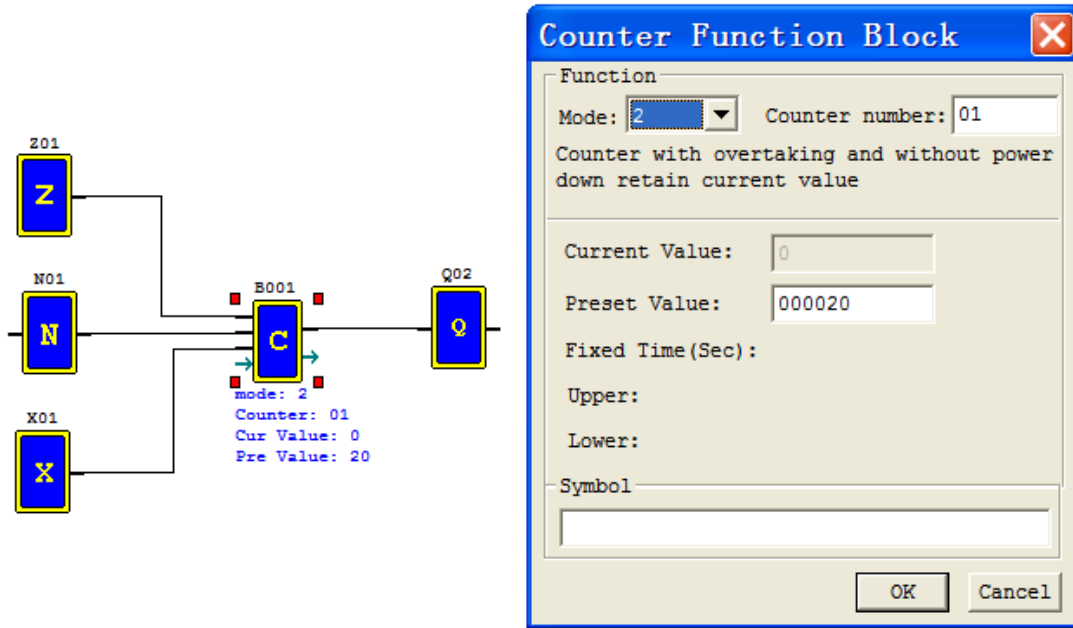 Z01
Z
N01
N
X01
X
B001
C
mode: 2
Counter: 01
Cur Value: 0
Pre Value: 20
Q02
Q
Counter Function Block
Function
Mode: 2 Counter number: 01
Counter with overtaking and without power
down retain current value
Current Value: 0
Preset Value: 000020
Fixed Time(Sec):
Upper:
Lower:
Symbol
OK Cancel